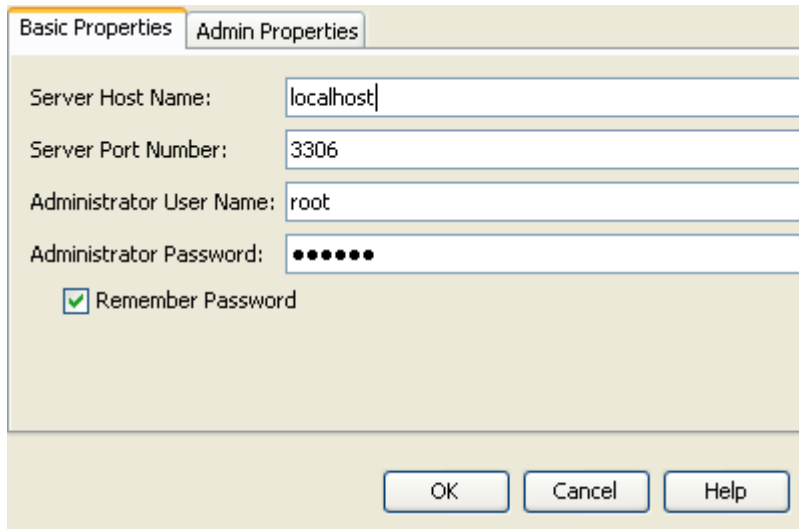 Basic Properties Admin Properties
Server Host Name: localhost
Server Port Number: 3306
Administrator User Name: root
Administrator Password: ●●●●●●
Remember Password
OK Cancel Help